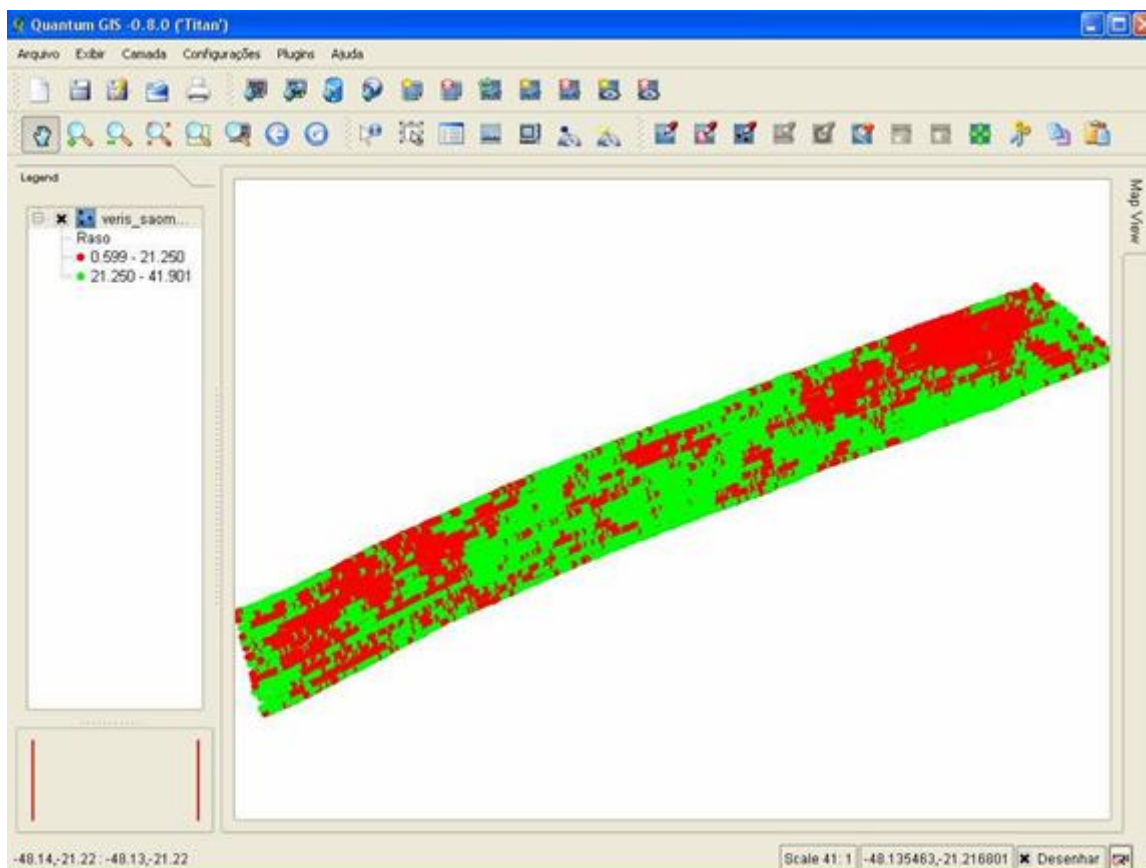 Quantum GIS -0.8.0 ('Titan')
Arquivo Exibir Camada Configurações Plugins Ajuda
Legend
veris_saom...
Raso
0.599 - 21.250
21.250 - 41.901
Map View
-48.14,-21.22 : -48.13,-21.22
Scale 41: 1
-48.135463,-21.216801
Desenhar